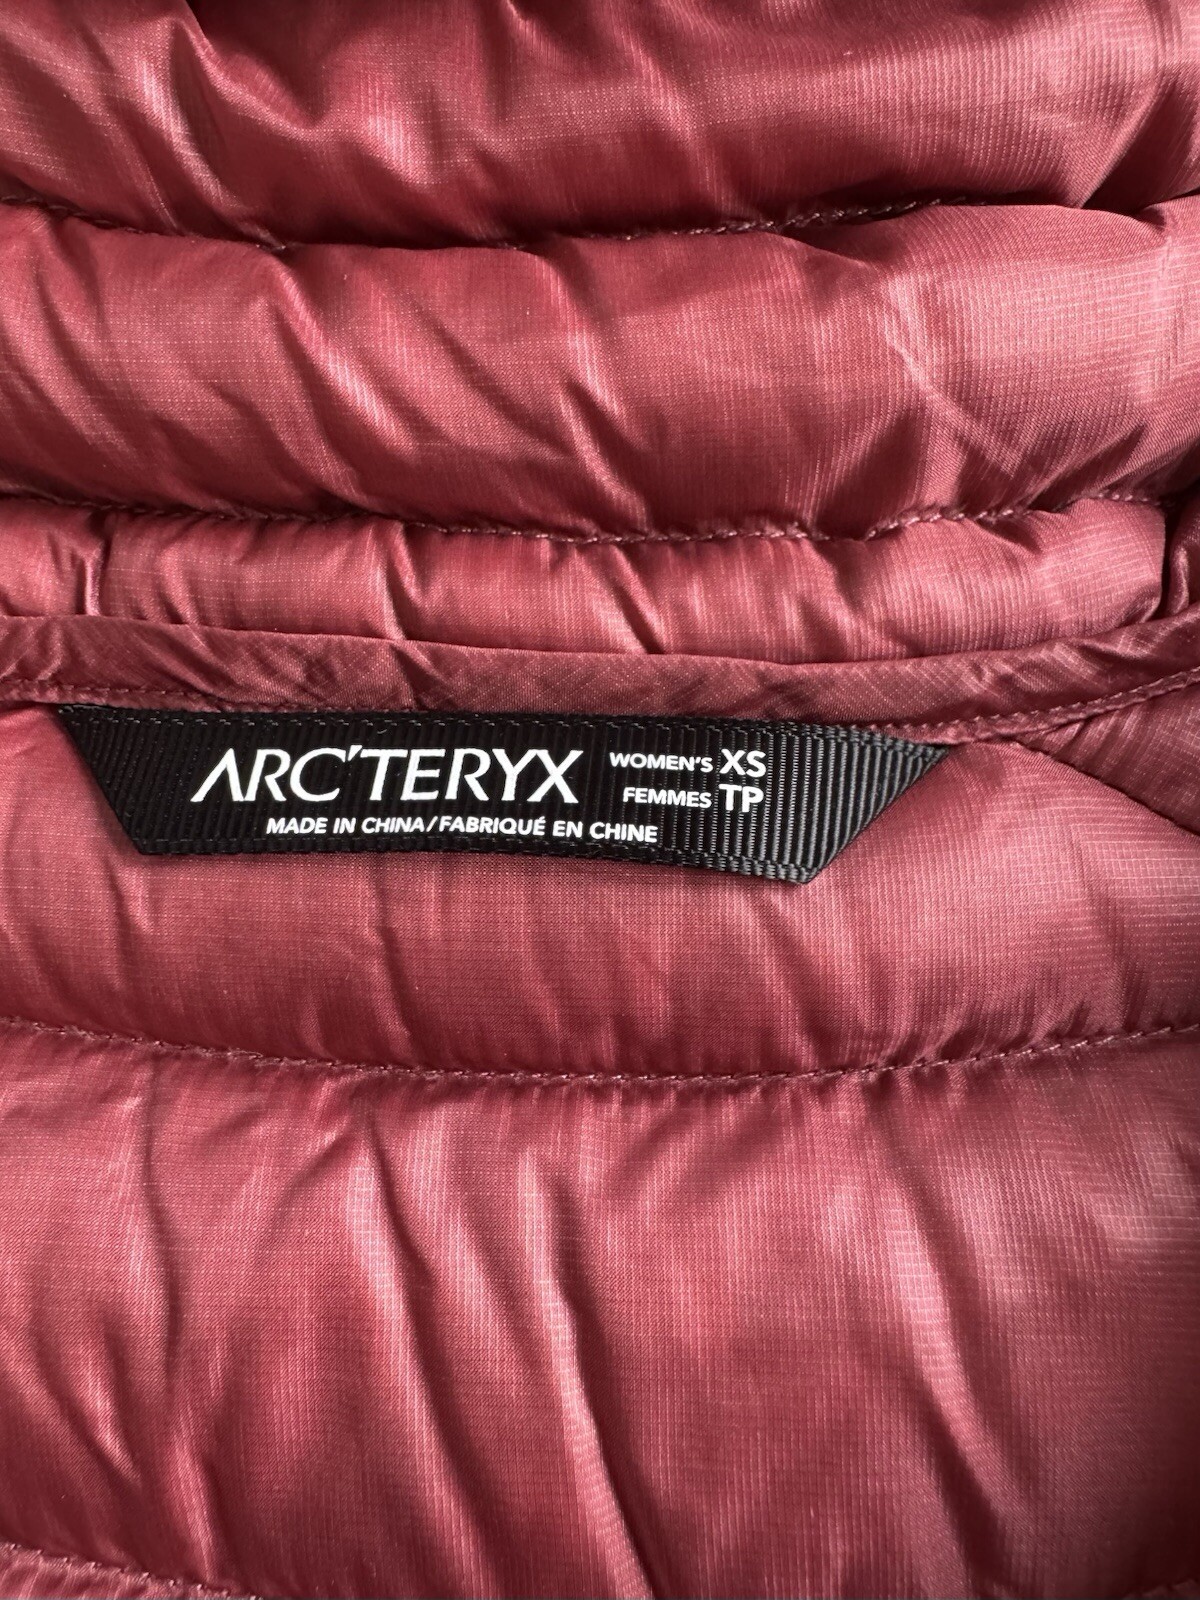 ARC'TERYX WOMEN'S XS
FEMMES TP
MADE IN CHINA/FABRIQUÉ EN CHINE